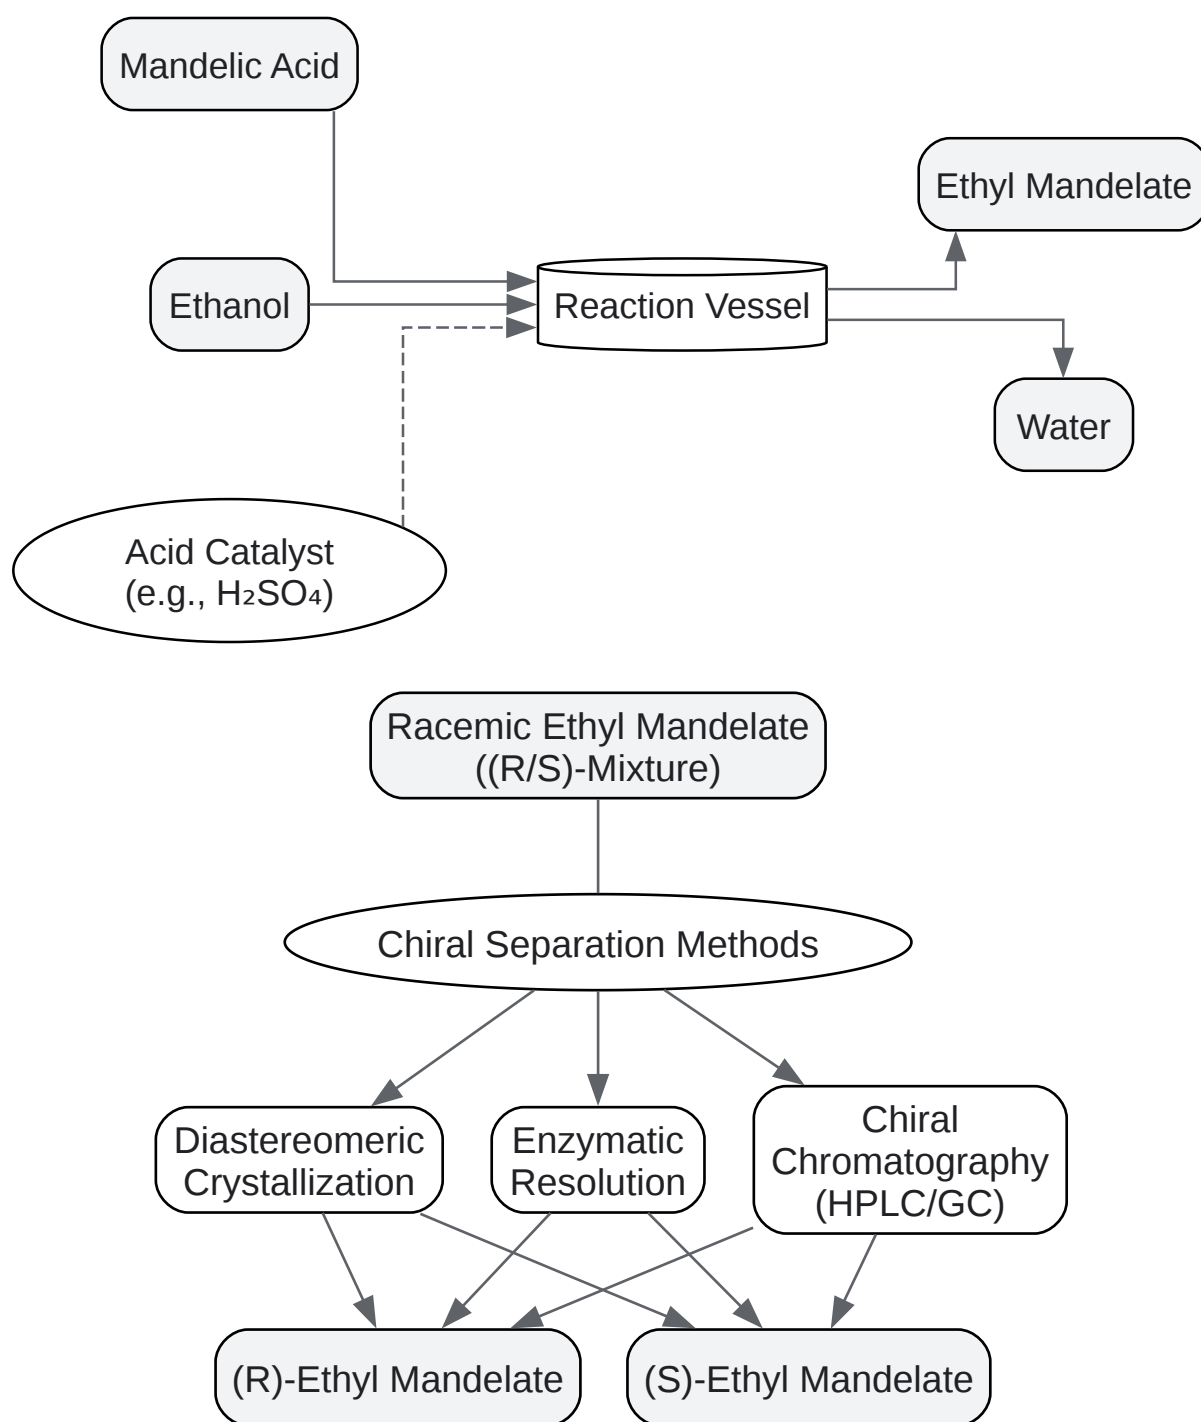 Mandelic Acid
Ethyl Mandelate
Ethanol
Reaction Vessel
Water
Acid Catalyst
(e.g., H₂SO₄)
Racemic Ethyl Mandelate
((R/S)-Mixture)
Chiral Separation Methods
Diastereomeric
Crystallization
Enzymatic
Resolution
Chiral
Chromatography
(HPLC/GC)
(R)-Ethyl Mandelate
(S)-Ethyl Mandelate